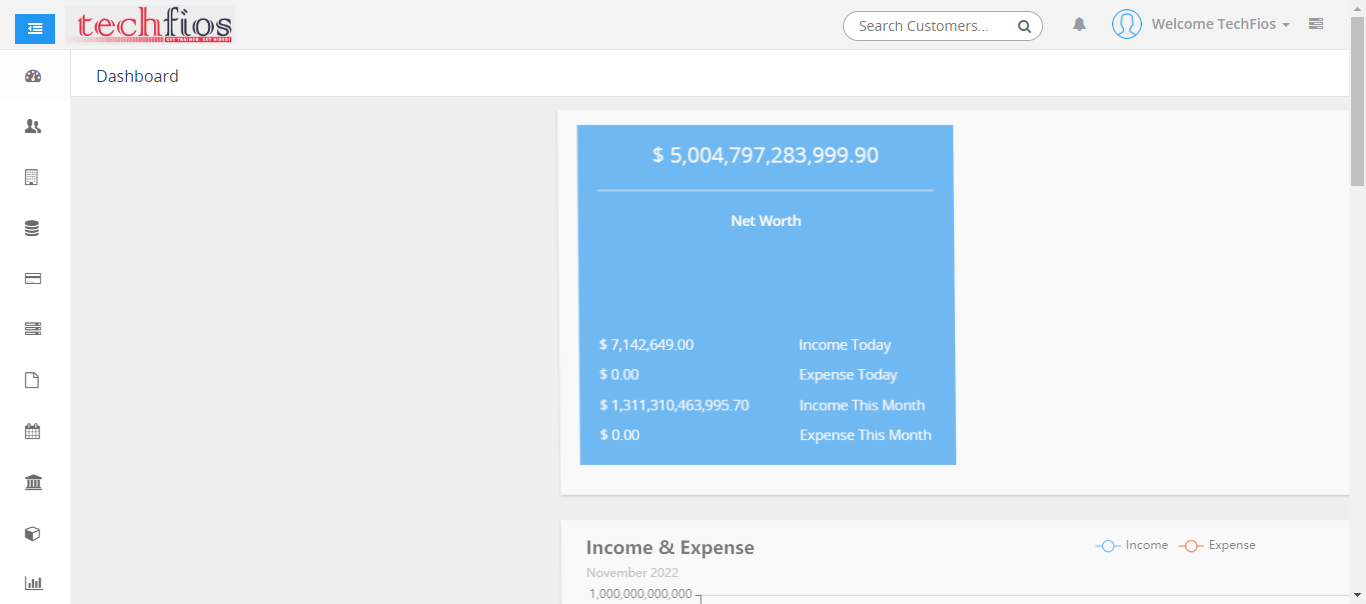 techfios
GET TRAINED. GET HIRED!
Search Customers...
Welcome TechFios
Dashboard
$ 5,004,797,283,999.90
Net Worth
$ 7,142,649.00 Income Today
$ 0.00 Expense Today
$ 1,311,310,463,995.70 Income This Month
$ 0.00 Expense This Month
Income & Expense
Income Expense
November 2022
1,000,000,000,000